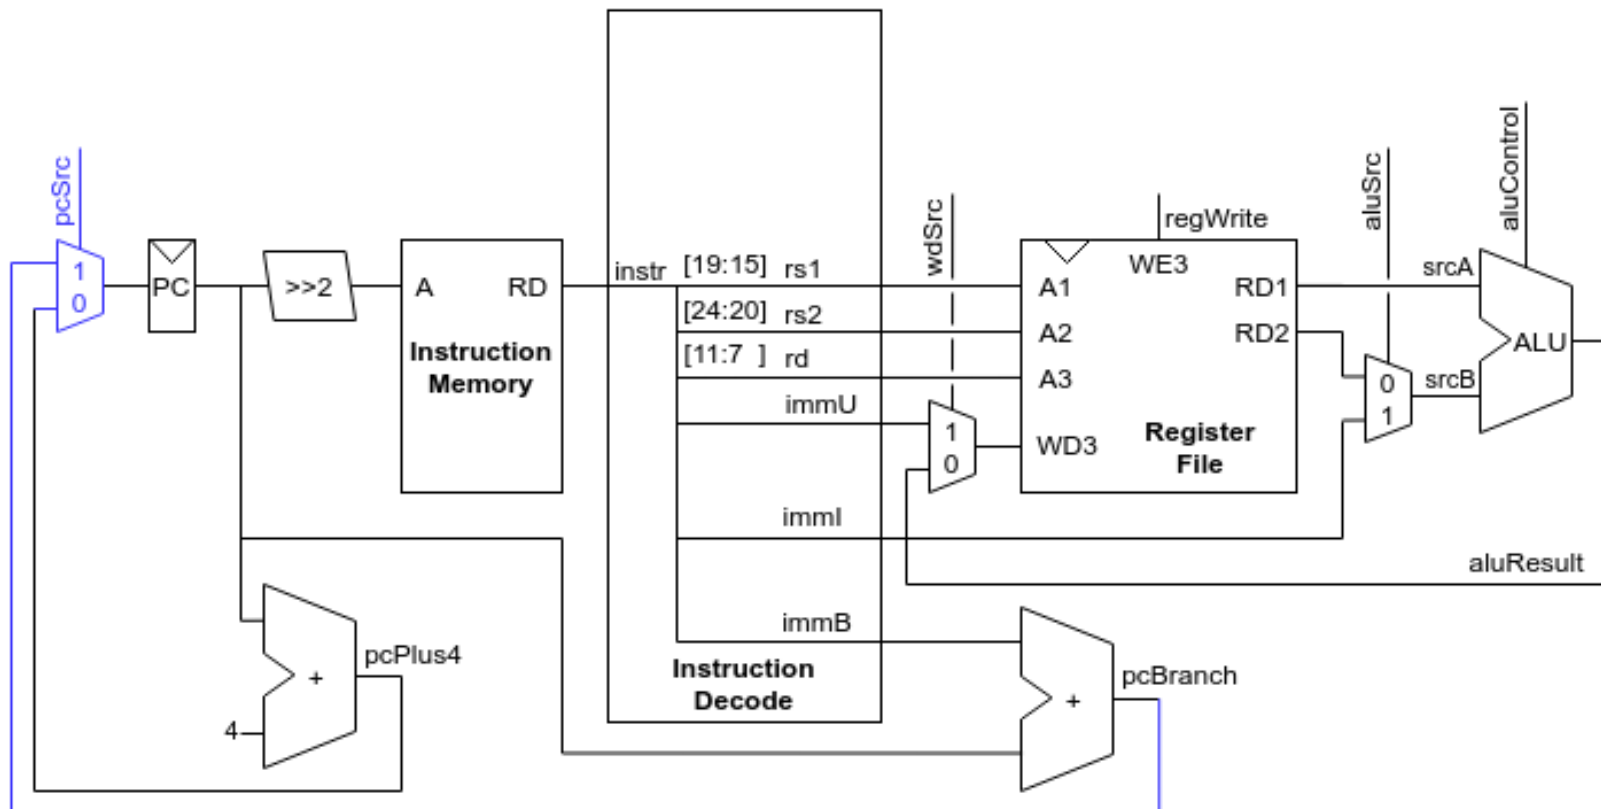 pcSrc
1
0
PC
>>2
A
RD
Instruction
Memory
instr
[19:15] rs1
[24:20] rs2
[11:7 ] rd
immU
immI
immB
Instruction
Decode
wdSrc
1
0
regWrite
WE3
A1
A2
A3
WD3
RD1
RD2
Register
File
aluSrc
0
1
srcA
srcB
aluControl
ALU
aluResult
4
+
pcPlus4
+
pcBranch